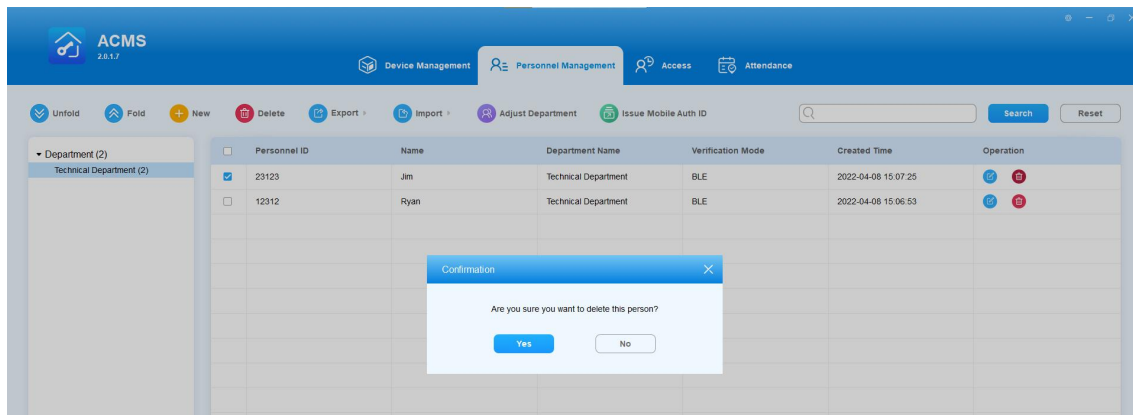 ACMS
2.0.1.7
Device Management Personnel Management Access Attendance
Unfold Fold New Delete Export Import Adjust Department Issue Mobile Auth ID Search Reset
Department (2)
Technical Department (2)
Personnel ID Name Department Name Verification Mode Created Time Operation
23123 Jim Technical Department BLE 2022-04-08 15:07:25
12312 Ryan Technical Department BLE 2022-04-08 15:06:53
Confirmation
Are you sure you want to delete this person?
Yes No